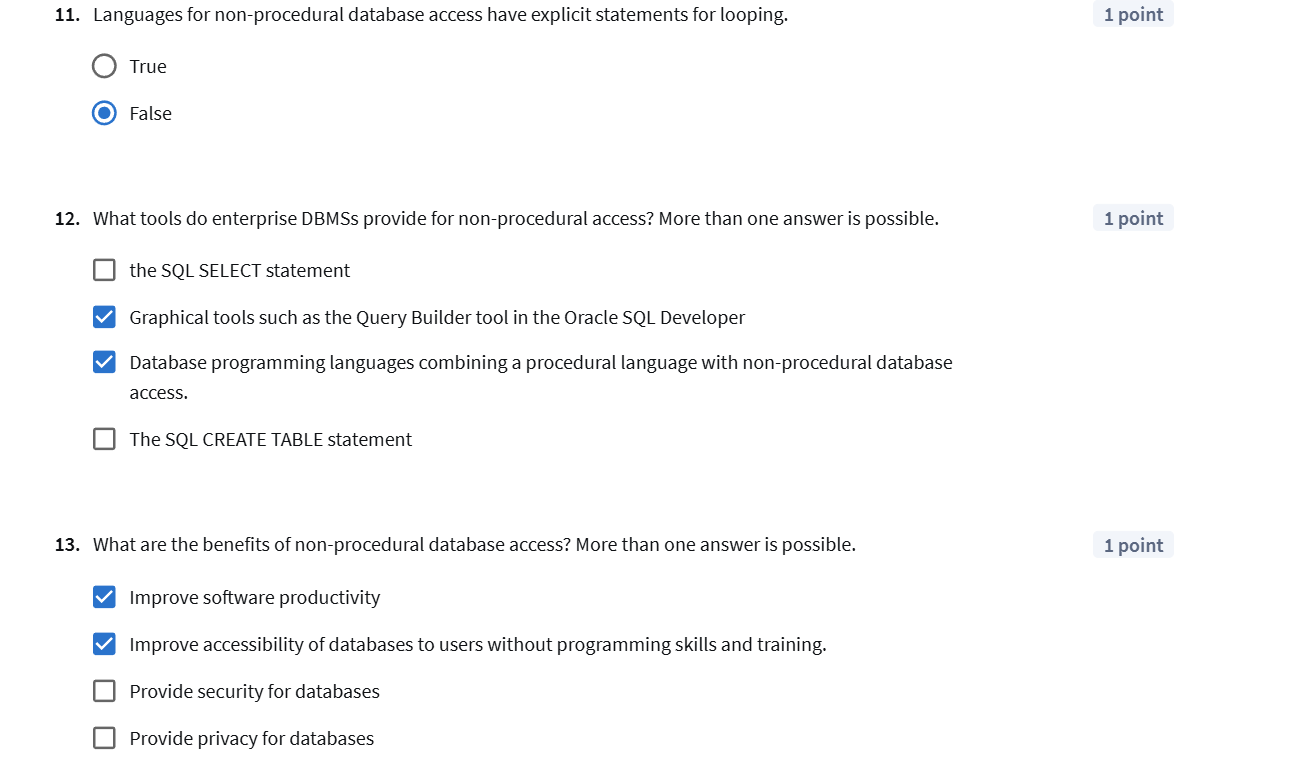 11. Languages for non-procedural database access have explicit statements for looping. 1 point
True
False
12. What tools do enterprise DBMSs provide for non-procedural access? More than one answer is possible. 1 point
the SQL SELECT statement
Graphical tools such as the Query Builder tool in the Oracle SQL Developer
Database programming languages combining a procedural language with non-procedural database
access.
The SQL CREATE TABLE statement
13. What are the benefits of non-procedural database access? More than one answer is possible. 1 point
Improve software productivity
Improve accessibility of databases to users without programming skills and training.
Provide security for databases
Provide privacy for databases